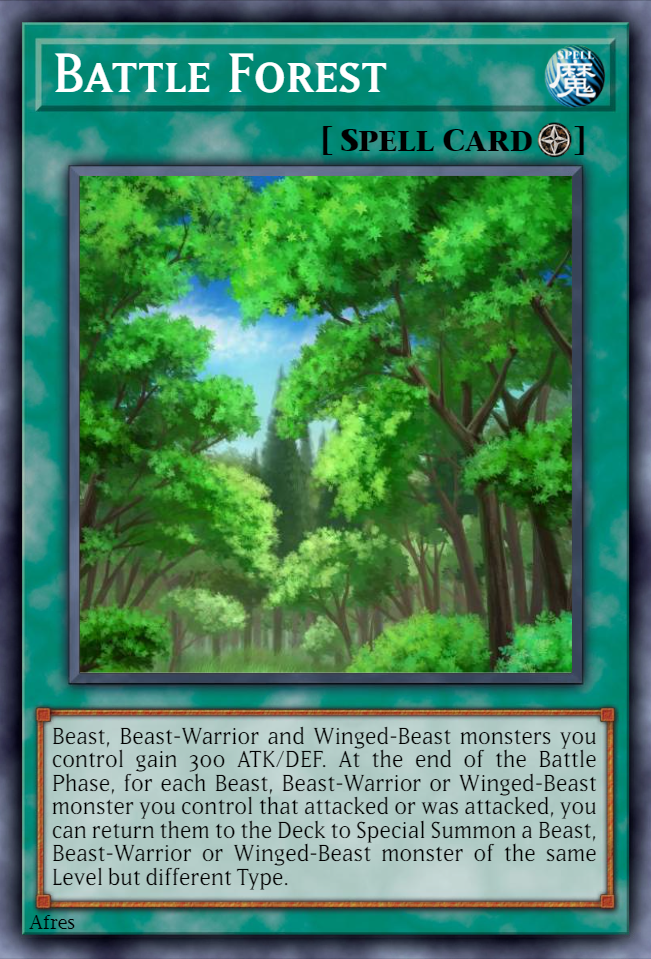 Battle Forest
SPELL
魔
[ Spell Card ]
Beast, Beast-Warrior and Winged-Beast monsters you
control gain 300 ATK/DEF. At the end of the Battle
Phase, for each Beast, Beast-Warrior or Winged-Beast
monster you control that attacked or was attacked, you
can return them to the Deck to Special Summon a Beast,
Beast-Warrior or Winged-Beast monster of the same
Level but different Type.
Afres